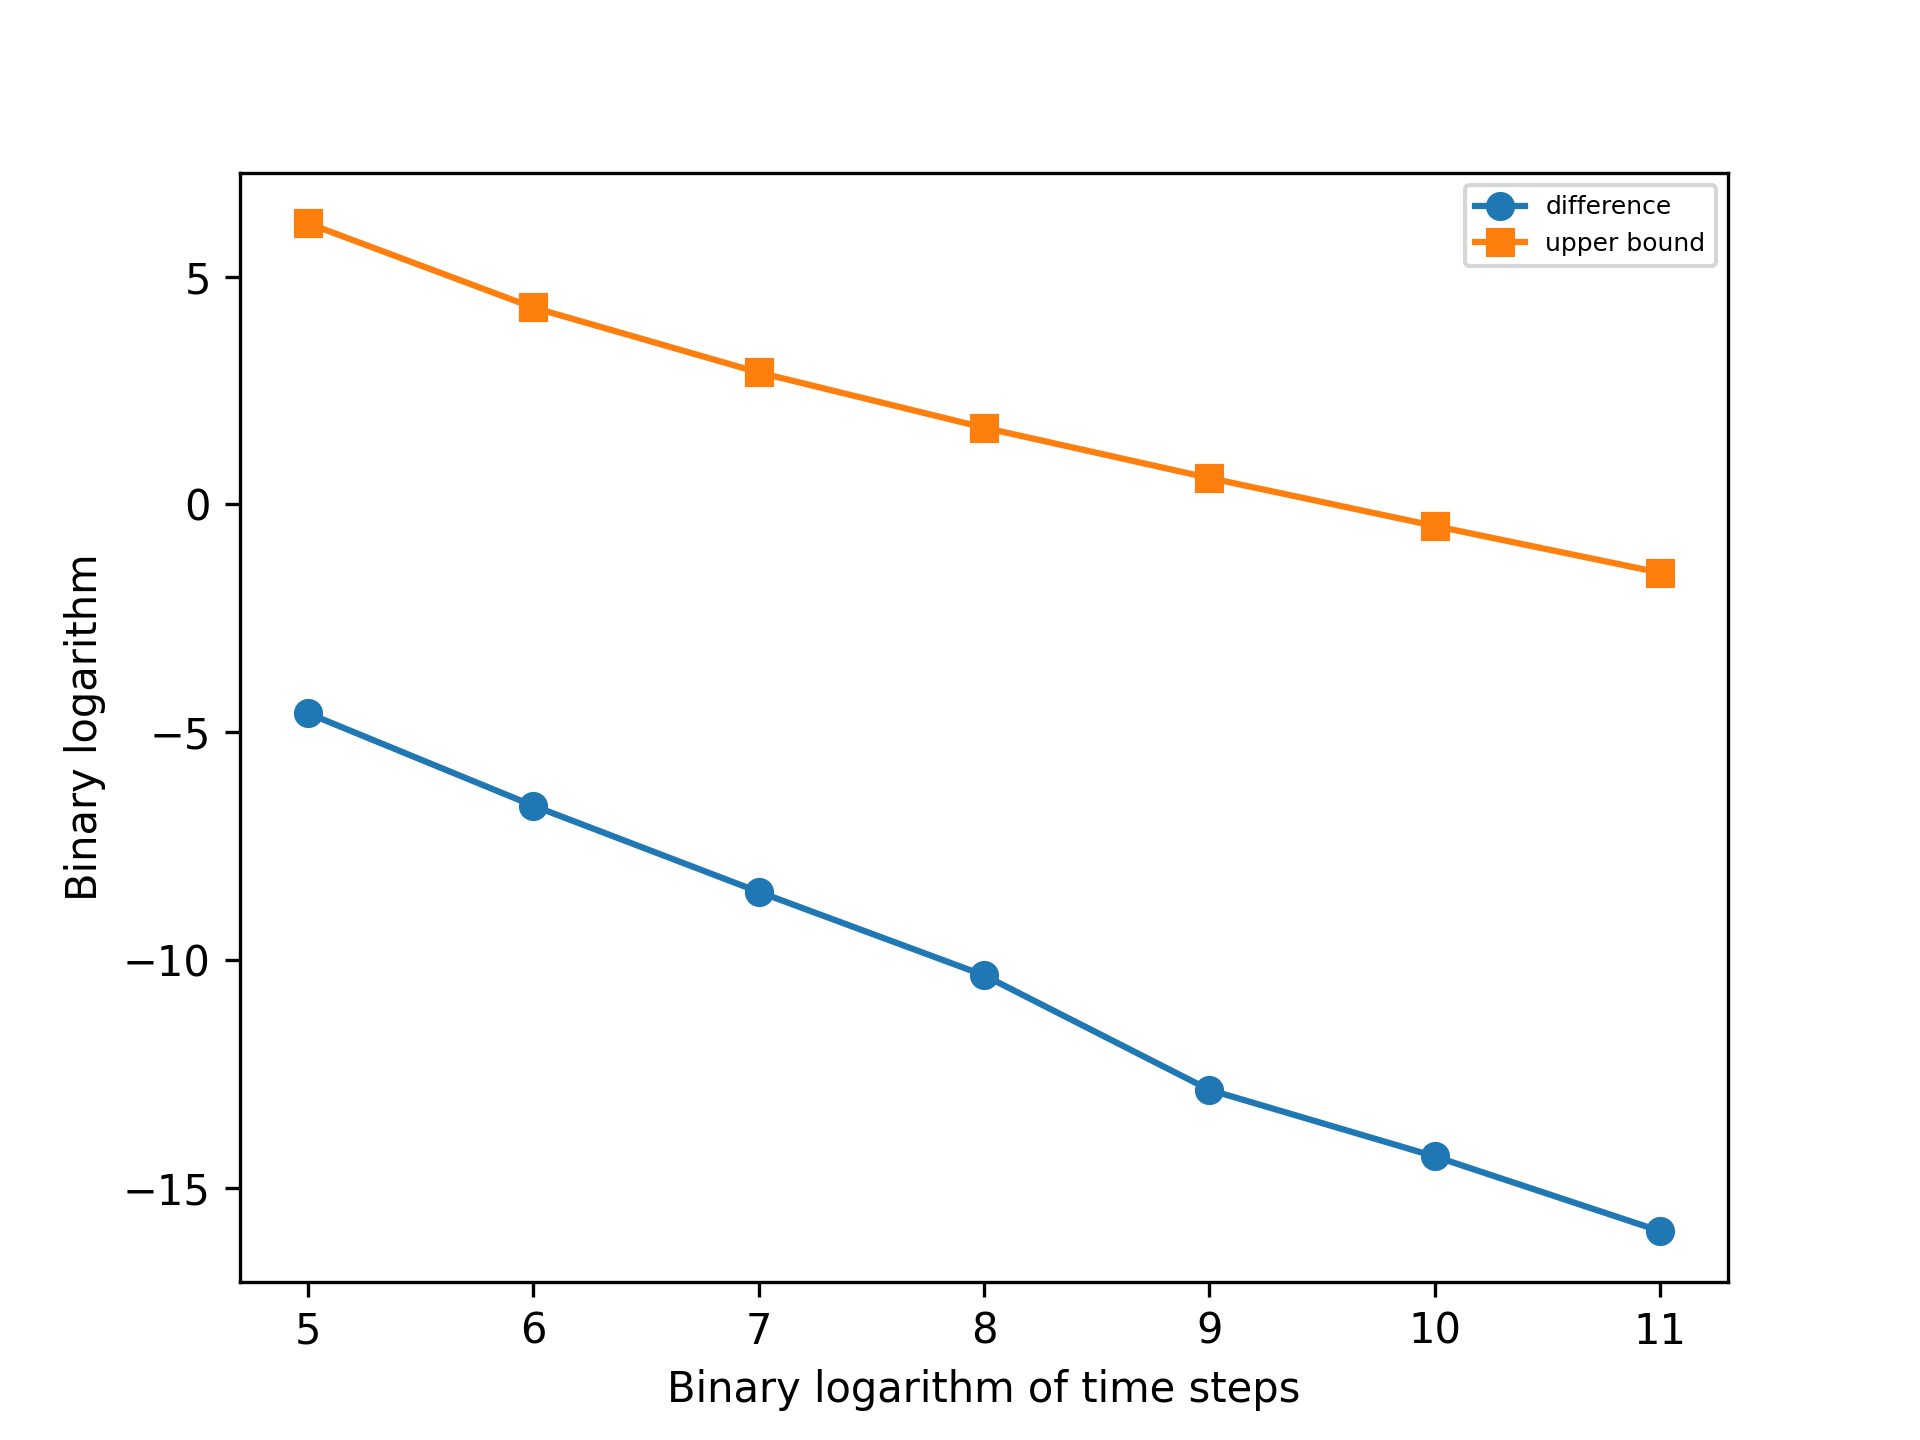 difference
upper bound
5
0
−5
−10
−15
Binary logarithm
5 6 7 8 9 10 11
Binary logarithm of time steps